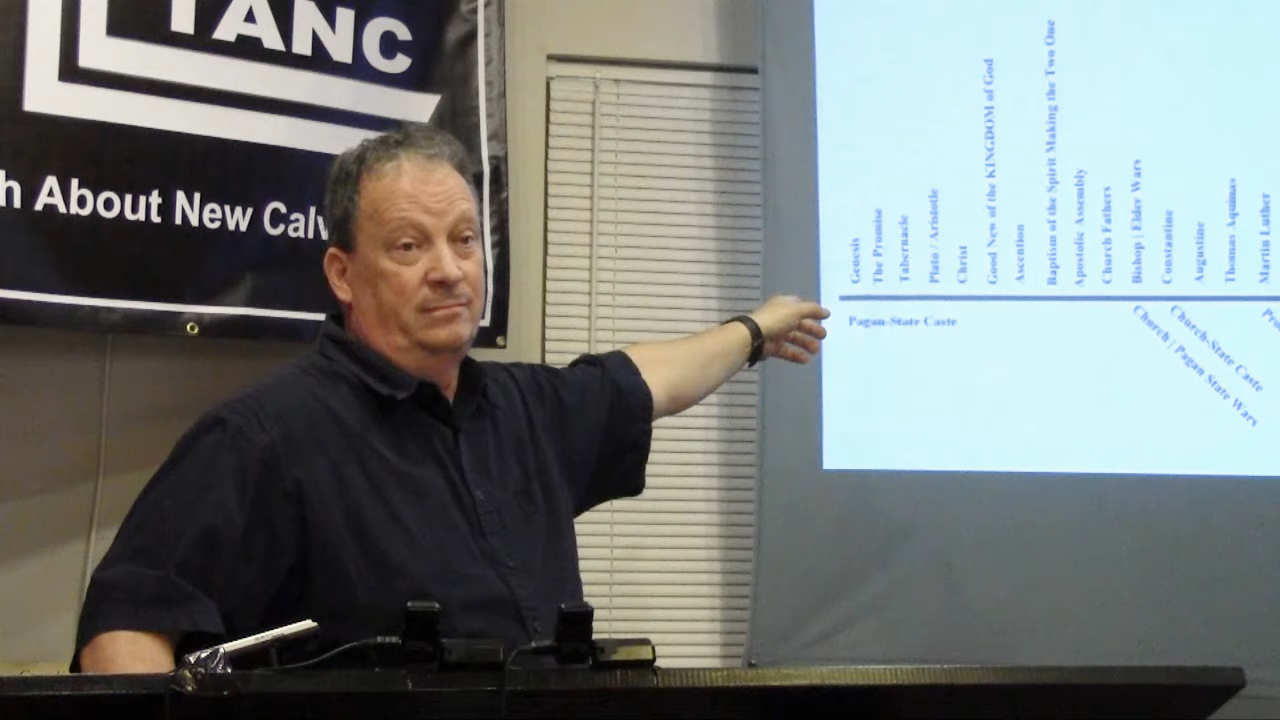 TANC
h About New Calv
Genesis
The Promise
Tabernacle
Plato / Aristotle
Christ
Good New of the KINGDOM of God
Ascention
Baptism of the Spirit Making the Two One
Apostolic Assembly
Church Fathers
Bishop | Elder Wars
Constantine
Augustine
Thomas Aquinas
Martin Luther
Pagan-State Caste
Church | Pagan State Wars
Church-State Caste